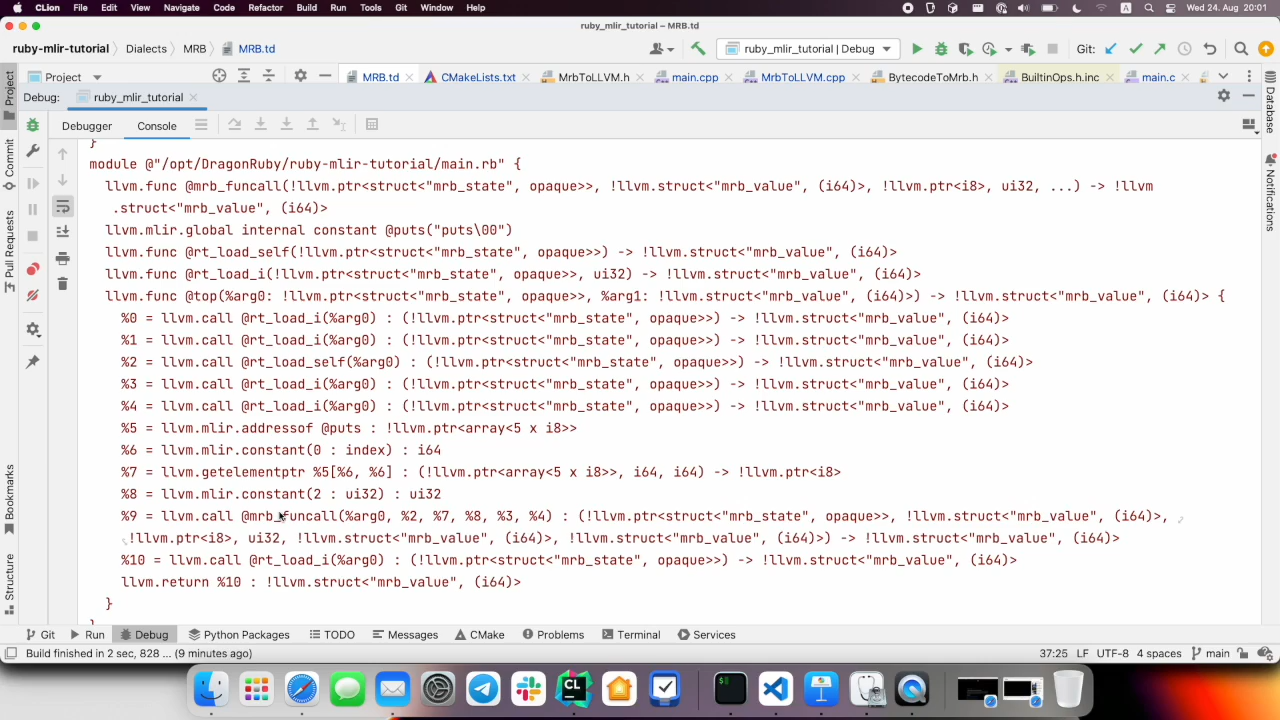 CLion File Edit View Navigate Code Refactor Build Run Tools Git Window Help A Wed 24. Aug 20:01
ruby_mlir_tutorial – MRB.td
ruby-mlir-tutorial Dialects MRB MRB.td ruby_mlir_tutorial | Debug Git:
Project MRB.td CMakeLists.txt MrbToLLVM.h main.cpp MrbToLLVM.cpp BytecodeToMrb.h BuiltinOps.h.inc main.c
Debug: ruby_mlir_tutorial
Debugger Console
}
module @"/opt/DragonRuby/ruby-mlir-tutorial/main.rb" {
llvm.func @mrb_funcall(!llvm.ptr<struct<"mrb_state", opaque>>, !llvm.struct<"mrb_value", (i64)>, !llvm.ptr<i8>, ui32, ...) -> !llvm
.struct<"mrb_value", (i64)>
llvm.mlir.global internal constant @puts("puts\00")
llvm.func @rt_load_self(!llvm.ptr<struct<"mrb_state", opaque>>) -> !llvm.struct<"mrb_value", (i64)>
llvm.func @rt_load_i(!llvm.ptr<struct<"mrb_state", opaque>>, ui32) -> !llvm.struct<"mrb_value", (i64)>
llvm.func @top(%arg0: !llvm.ptr<struct<"mrb_state", opaque>>, %arg1: !llvm.struct<"mrb_value", (i64)>) -> !llvm.struct<"mrb_value", (i64)> {
%0 = llvm.call @rt_load_i(%arg0) : (!llvm.ptr<struct<"mrb_state", opaque>>) -> !llvm.struct<"mrb_value", (i64)>
%1 = llvm.call @rt_load_i(%arg0) : (!llvm.ptr<struct<"mrb_state", opaque>>) -> !llvm.struct<"mrb_value", (i64)>
%2 = llvm.call @rt_load_self(%arg0) : (!llvm.ptr<struct<"mrb_state", opaque>>) -> !llvm.struct<"mrb_value", (i64)>
%3 = llvm.call @rt_load_i(%arg0) : (!llvm.ptr<struct<"mrb_state", opaque>>) -> !llvm.struct<"mrb_value", (i64)>
%4 = llvm.call @rt_load_i(%arg0) : (!llvm.ptr<struct<"mrb_state", opaque>>) -> !llvm.struct<"mrb_value", (i64)>
%5 = llvm.mlir.addressof @puts : !llvm.ptr<array<5 x i8>>
%6 = llvm.mlir.constant(0 : index) : i64
%7 = llvm.getelementptr %5[%6, %6] : (!llvm.ptr<array<5 x i8>>, i64, i64) -> !llvm.ptr<i8>
%8 = llvm.mlir.constant(2 : ui32) : ui32
%9 = llvm.call @mrb_funcall(%arg0, %2, %7, %8, %3, %4) : (!llvm.ptr<struct<"mrb_state", opaque>>, !llvm.struct<"mrb_value", (i64)>,
!llvm.ptr<i8>, ui32, !llvm.struct<"mrb_value", (i64)>, !llvm.struct<"mrb_value", (i64)>) -> !llvm.struct<"mrb_value", (i64)>
%10 = llvm.call @rt_load_i(%arg0) : (!llvm.ptr<struct<"mrb_state", opaque>>) -> !llvm.struct<"mrb_value", (i64)>
llvm.return %10 : !llvm.struct<"mrb_value", (i64)>
}
Project
Commit
Pull Requests
Bookmarks
Structure
Database
Notifications
Git Run Debug Python Packages TODO Messages CMake Problems Terminal Services
Build finished in 2 sec, 828 ... (9 minutes ago) 37:25 LF UTF-8 4 spaces main
CL